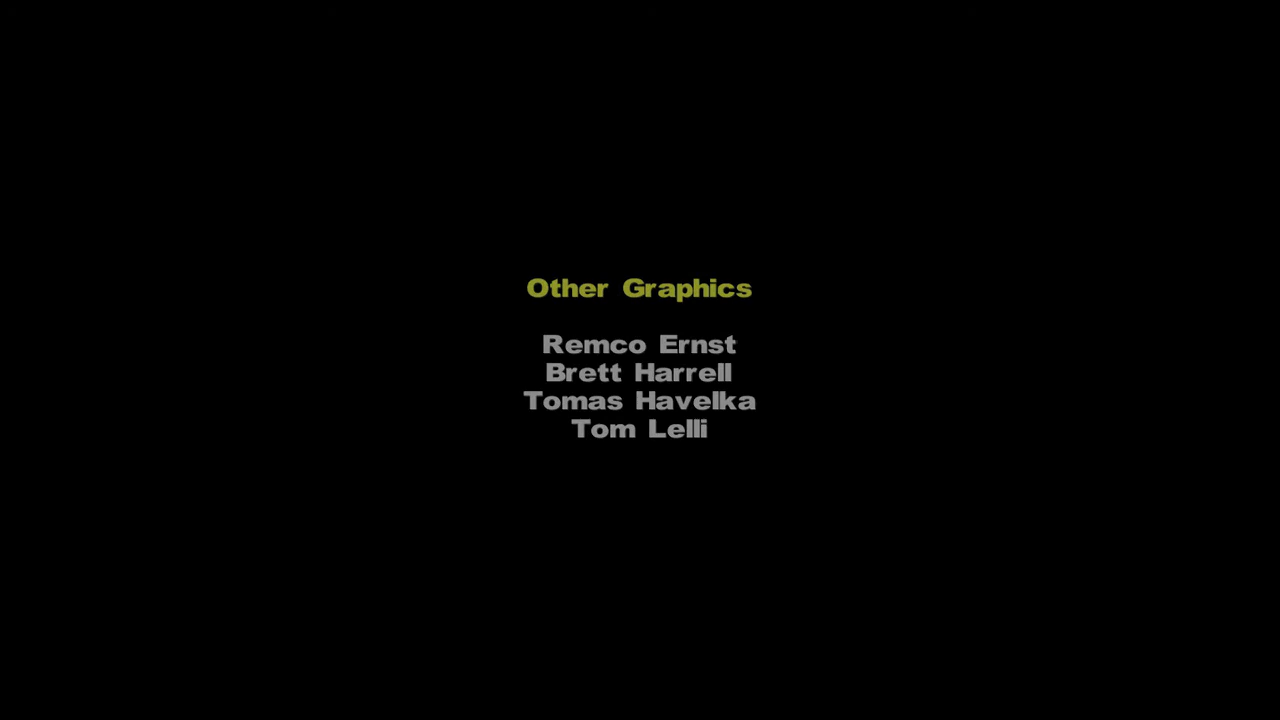 Other Graphics
Remco Ernst
Brett Harrell
Tomas Havelka
Tom Lelli